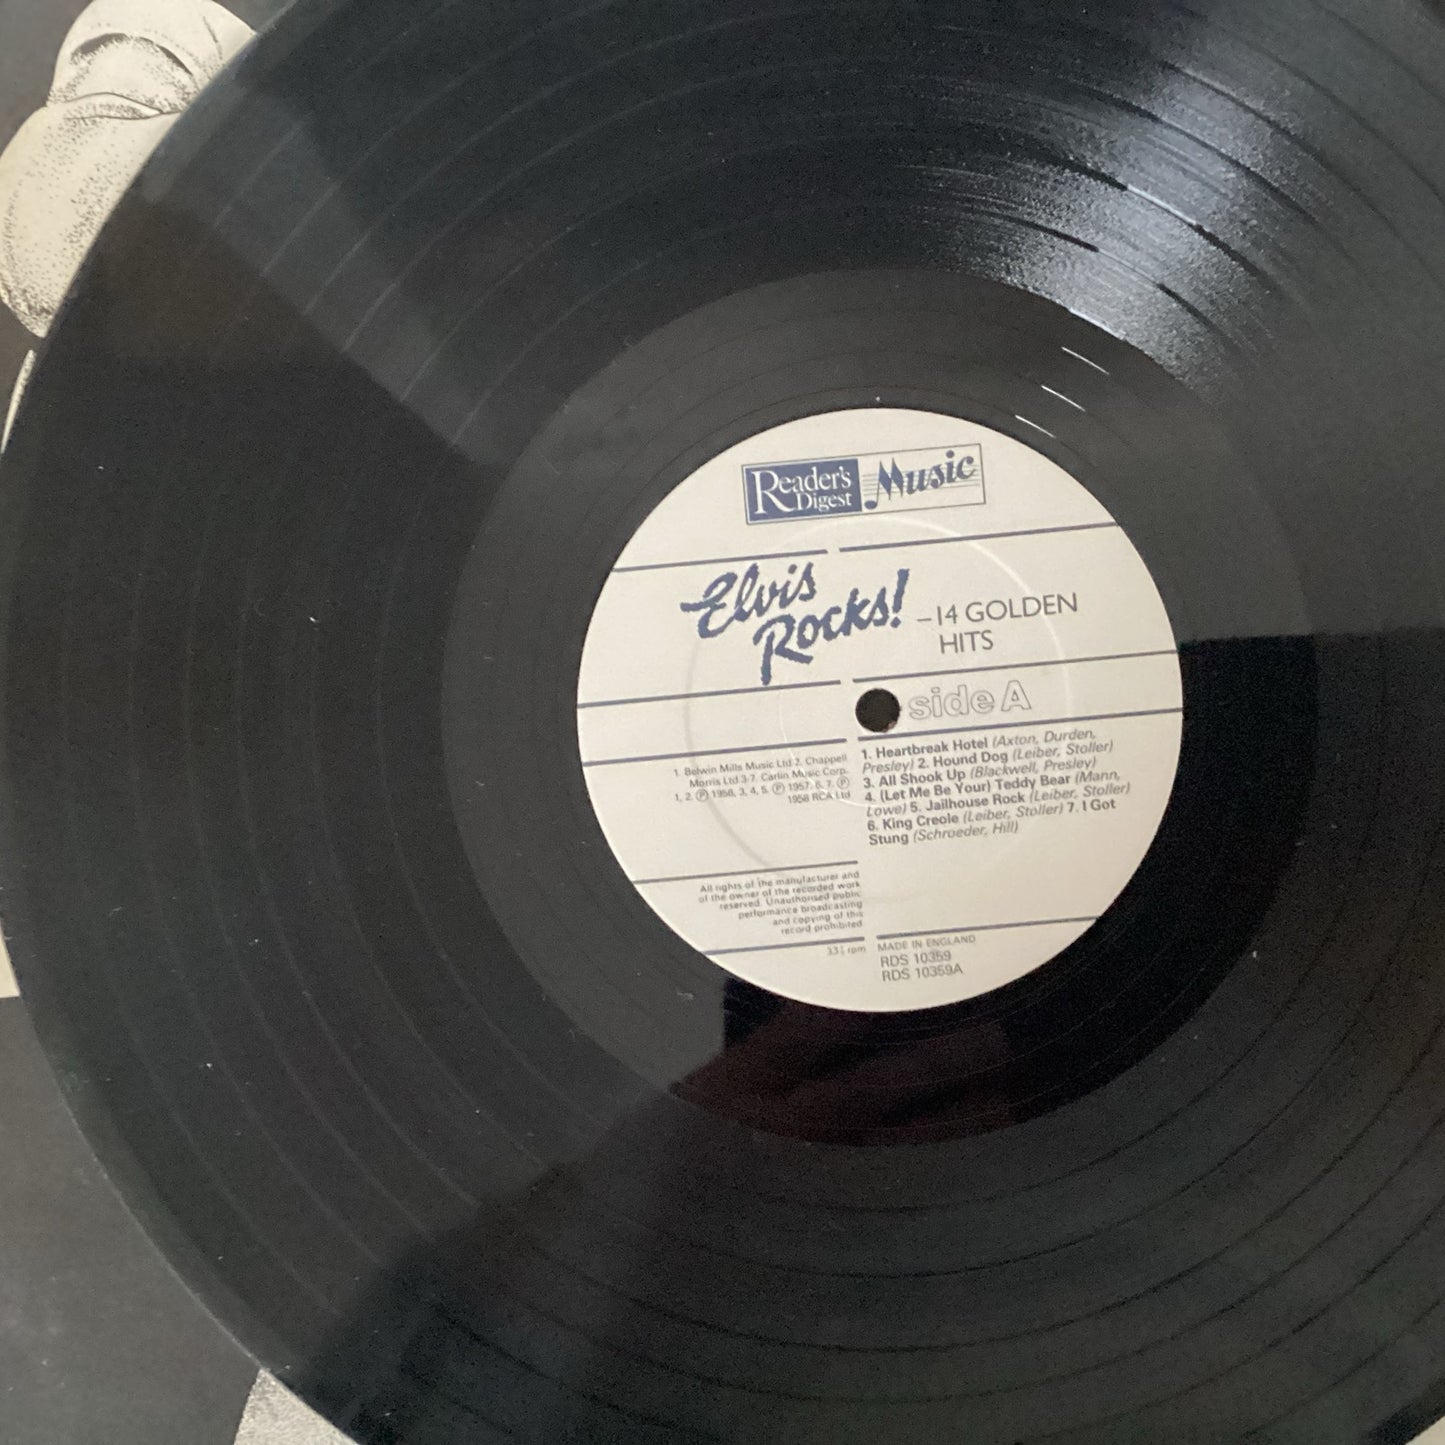 Reader's Digest Music
Elvis
Rocks!
–14 GOLDEN
HITS
side A
1. Belwin Mills Music Ltd 2. Chappell
Morris Ltd 3-7. Carlin Music Corp.
1, 2. Ⓟ 1956, 3, 4, 5. Ⓟ 1957, 6, 7. Ⓟ
1958 RCA Ltd
1. Heartbreak Hotel (Axton, Durden,
Presley) 2. Hound Dog (Leiber, Stoller)
3. All Shook Up (Blackwell, Presley)
4. (Let Me Be Your) Teddy Bear (Mann,
Lowe) 5. Jailhouse Rock (Leiber, Stoller)
6. King Creole (Leiber, Stoller) 7. I Got
Stung (Schroeder, Hill)
All rights of the manufacturer and
of the owner of the recorded work
reserved. Unauthorised public
performance broadcasting
and copying of this
record prohibited
33⅓ rpm
MADE IN ENGLAND
RDS 10359
RDS 10359A